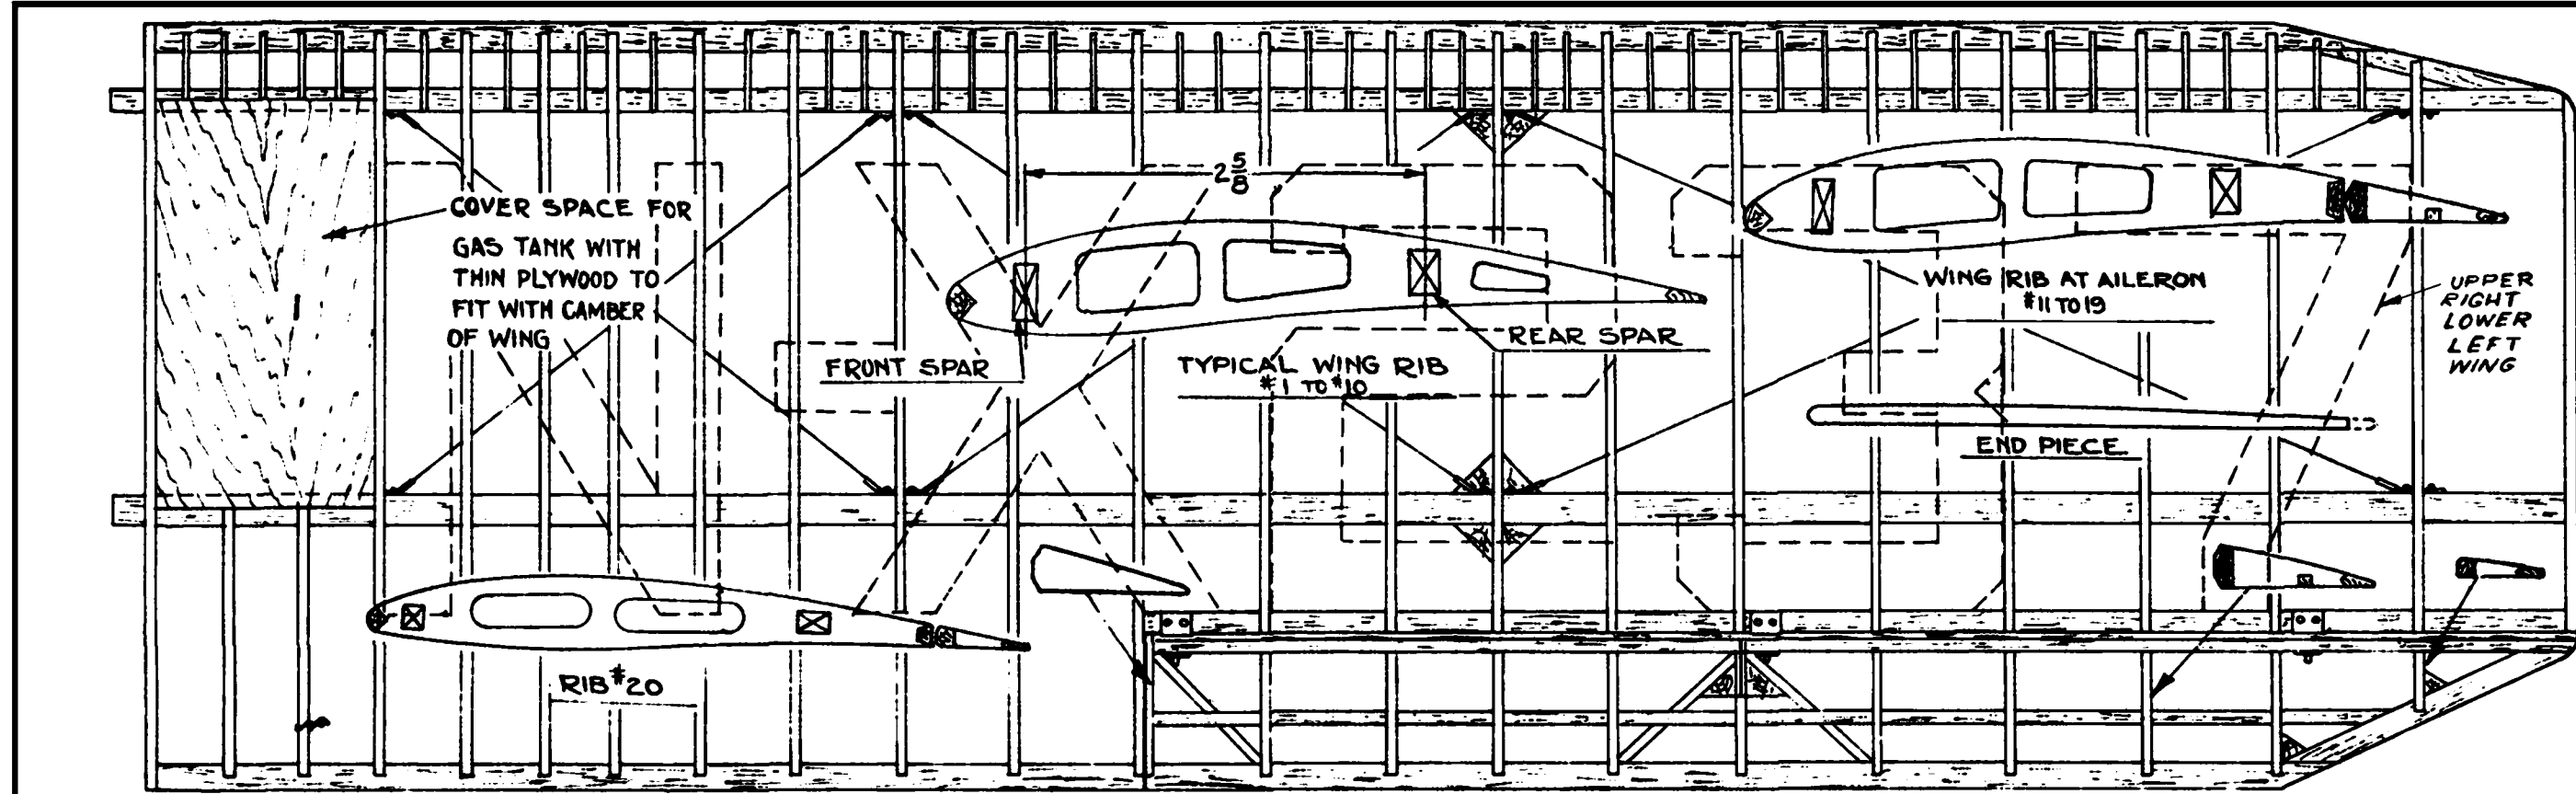 COVER SPACE FOR
GAS TANK WITH
THIN PLYWOOD TO
FIT WITH CAMBER
OF WING
2 5/8
FRONT SPAR
REAR SPAR
TYPICAL WING RIB
#1 TO #10
WING RIB AT AILERON
#11 TO 19
UPPER
RIGHT
LOWER
LEFT
WING
END PIECE
RIB #20